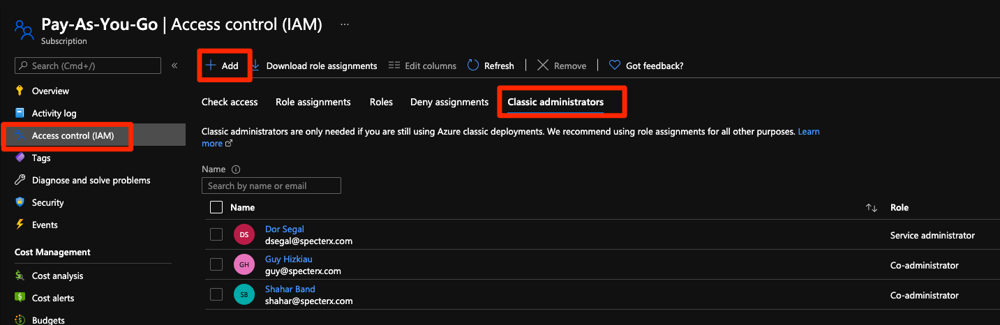 Pay-As-You-Go | Access control (IAM) ...
Subscription
Search (Cmd+/) «
+ Add Download role assignments Edit columns Refresh Remove Got feedback?
Overview
Activity log
Access control (IAM)
Tags
Diagnose and solve problems
Security
Events
Cost Management
Cost analysis
Cost alerts
Budgets
Check access Role assignments Roles Deny assignments Classic administrators
Classic administrators are only needed if you are still using Azure classic deployments. We recommend using role assignments for all other purposes. Learn
more
Name
Search by name or email
Name Role
DS Dor Segal
dsegal@specterx.com Service administrator
GH Guy Hizkiau
guy@specterx.com Co-administrator
SB Shahar Band
shahar@specterx.com Co-administrator